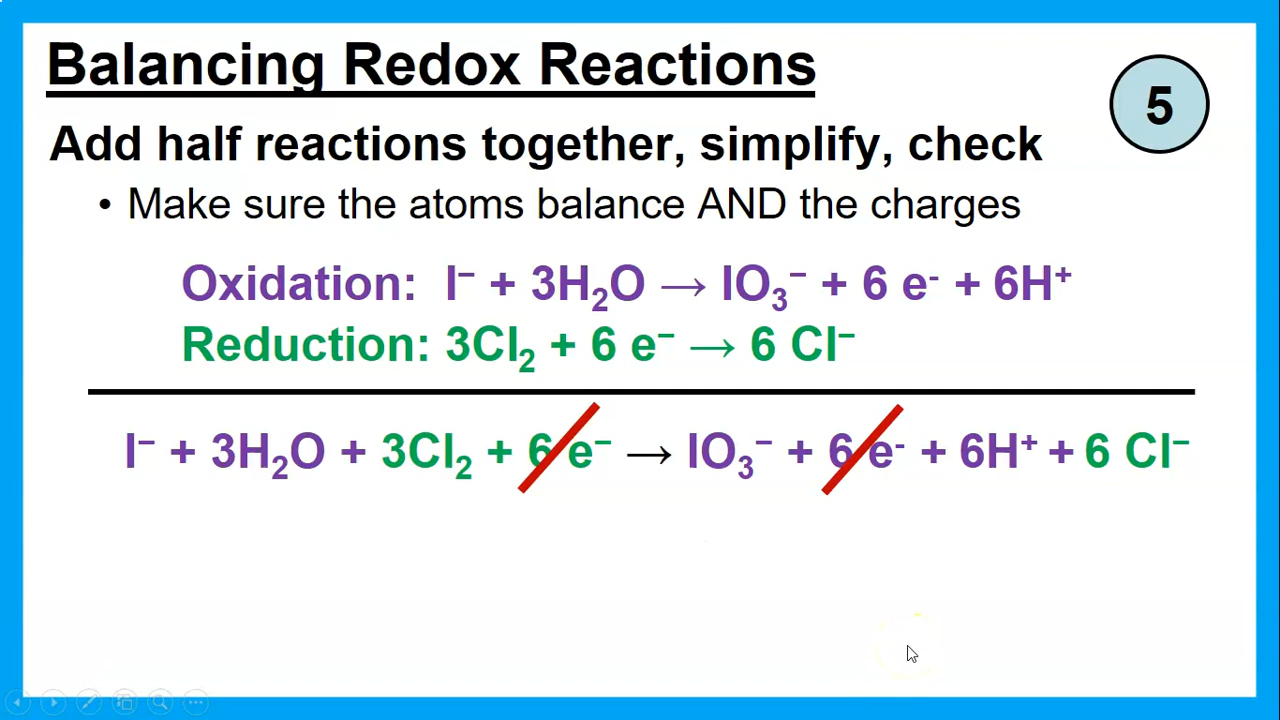 Balancing Redox Reactions
5
Add half reactions together, simplify, check
• Make sure the atoms balance AND the charges
Oxidation: I⁻ + 3H₂O → IO₃⁻ + 6 e⁻ + 6H⁺
Reduction: 3Cl₂ + 6 e⁻ → 6 Cl⁻
I⁻ + 3H₂O + 3Cl₂ + 6 e⁻ → IO₃⁻ + 6 e⁻ + 6H⁺ + 6 Cl⁻